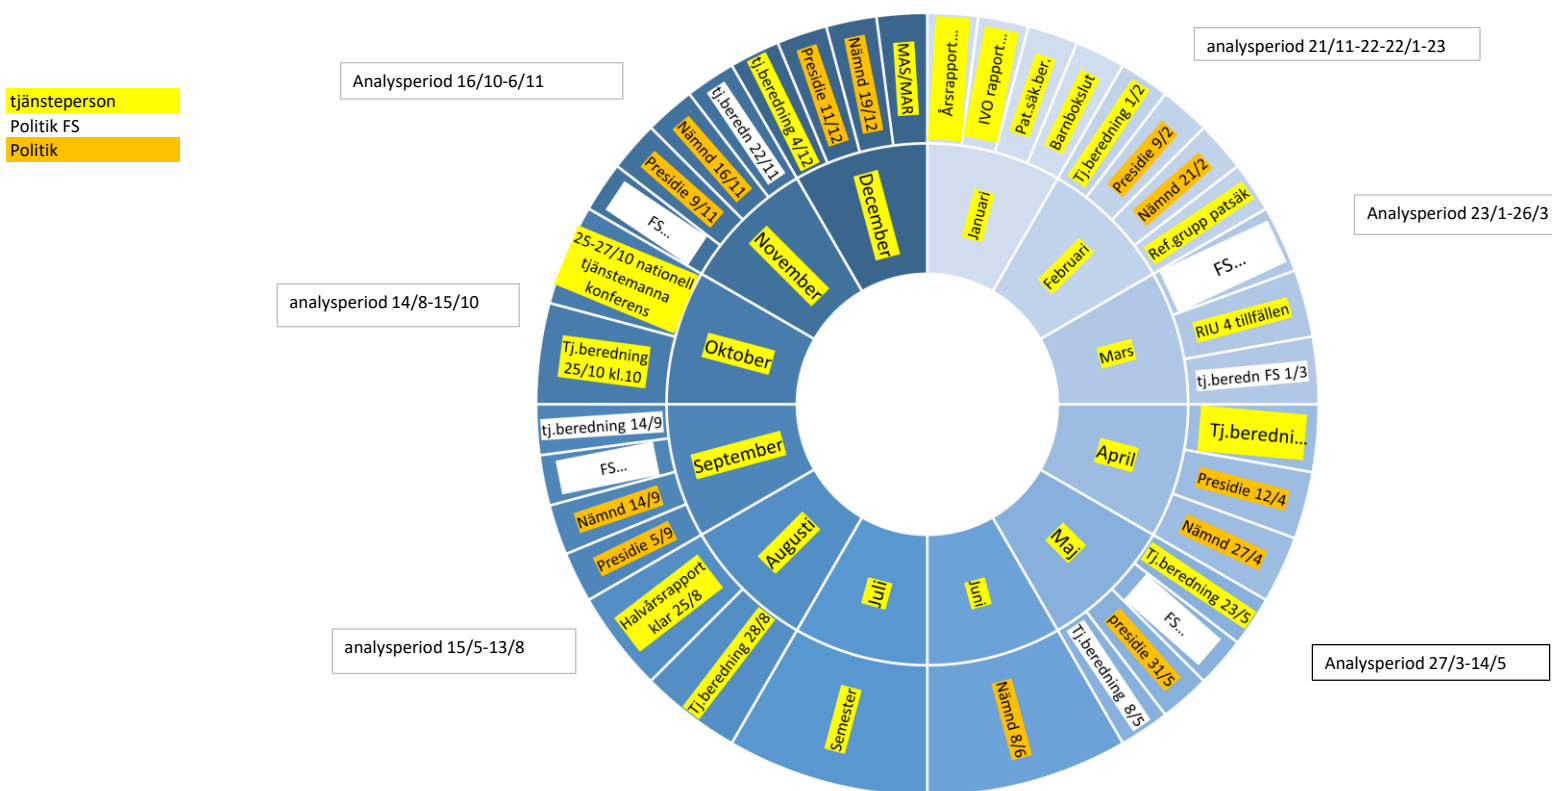 tjänsteperson
Politik FS
Politik
Analysperiod 16/10-6/11
analysperiod 21/11-22-22/1-23
Analysperiod 23/1-26/3
analysperiod 14/8-15/10
analysperiod 15/5-13/8
Analysperiod 27/3-14/5
Januari
Årsrapport...
IVO rapport...
Pat.säk.ber.
Barnbokslut
Februari
Tj.beredning 1/2
Presidie 9/2
Nämnd 21/2
Ref.grupp patsäk
Mars
FS...
RIU 4 tillfällen
tj.beredn FS 1/3
April
Tj.beredni...
Presidie 12/4
Nämnd 27/4
Maj
Tj.beredning 23/5
FS...
presidie 31/5
Tj.beredning 8/5
Juni
Nämnd 8/6
Juli
Semester
Augusti
Tj.beredning 28/8
Halvårsrapport
klar 25/8
September
Presidie 5/9
Nämnd 14/9
FS...
tj.beredning 14/9
Oktober
Tj.beredning
25/10 kl.10
25-27/10 nationell
tjänstemanna
konferens
November
FS...
Presidie 9/11
Nämnd 16/11
tj.beredn 22/11
December
tj.beredning 4/12
Presidie 11/12
Nämnd 19/12
MAS/MAR